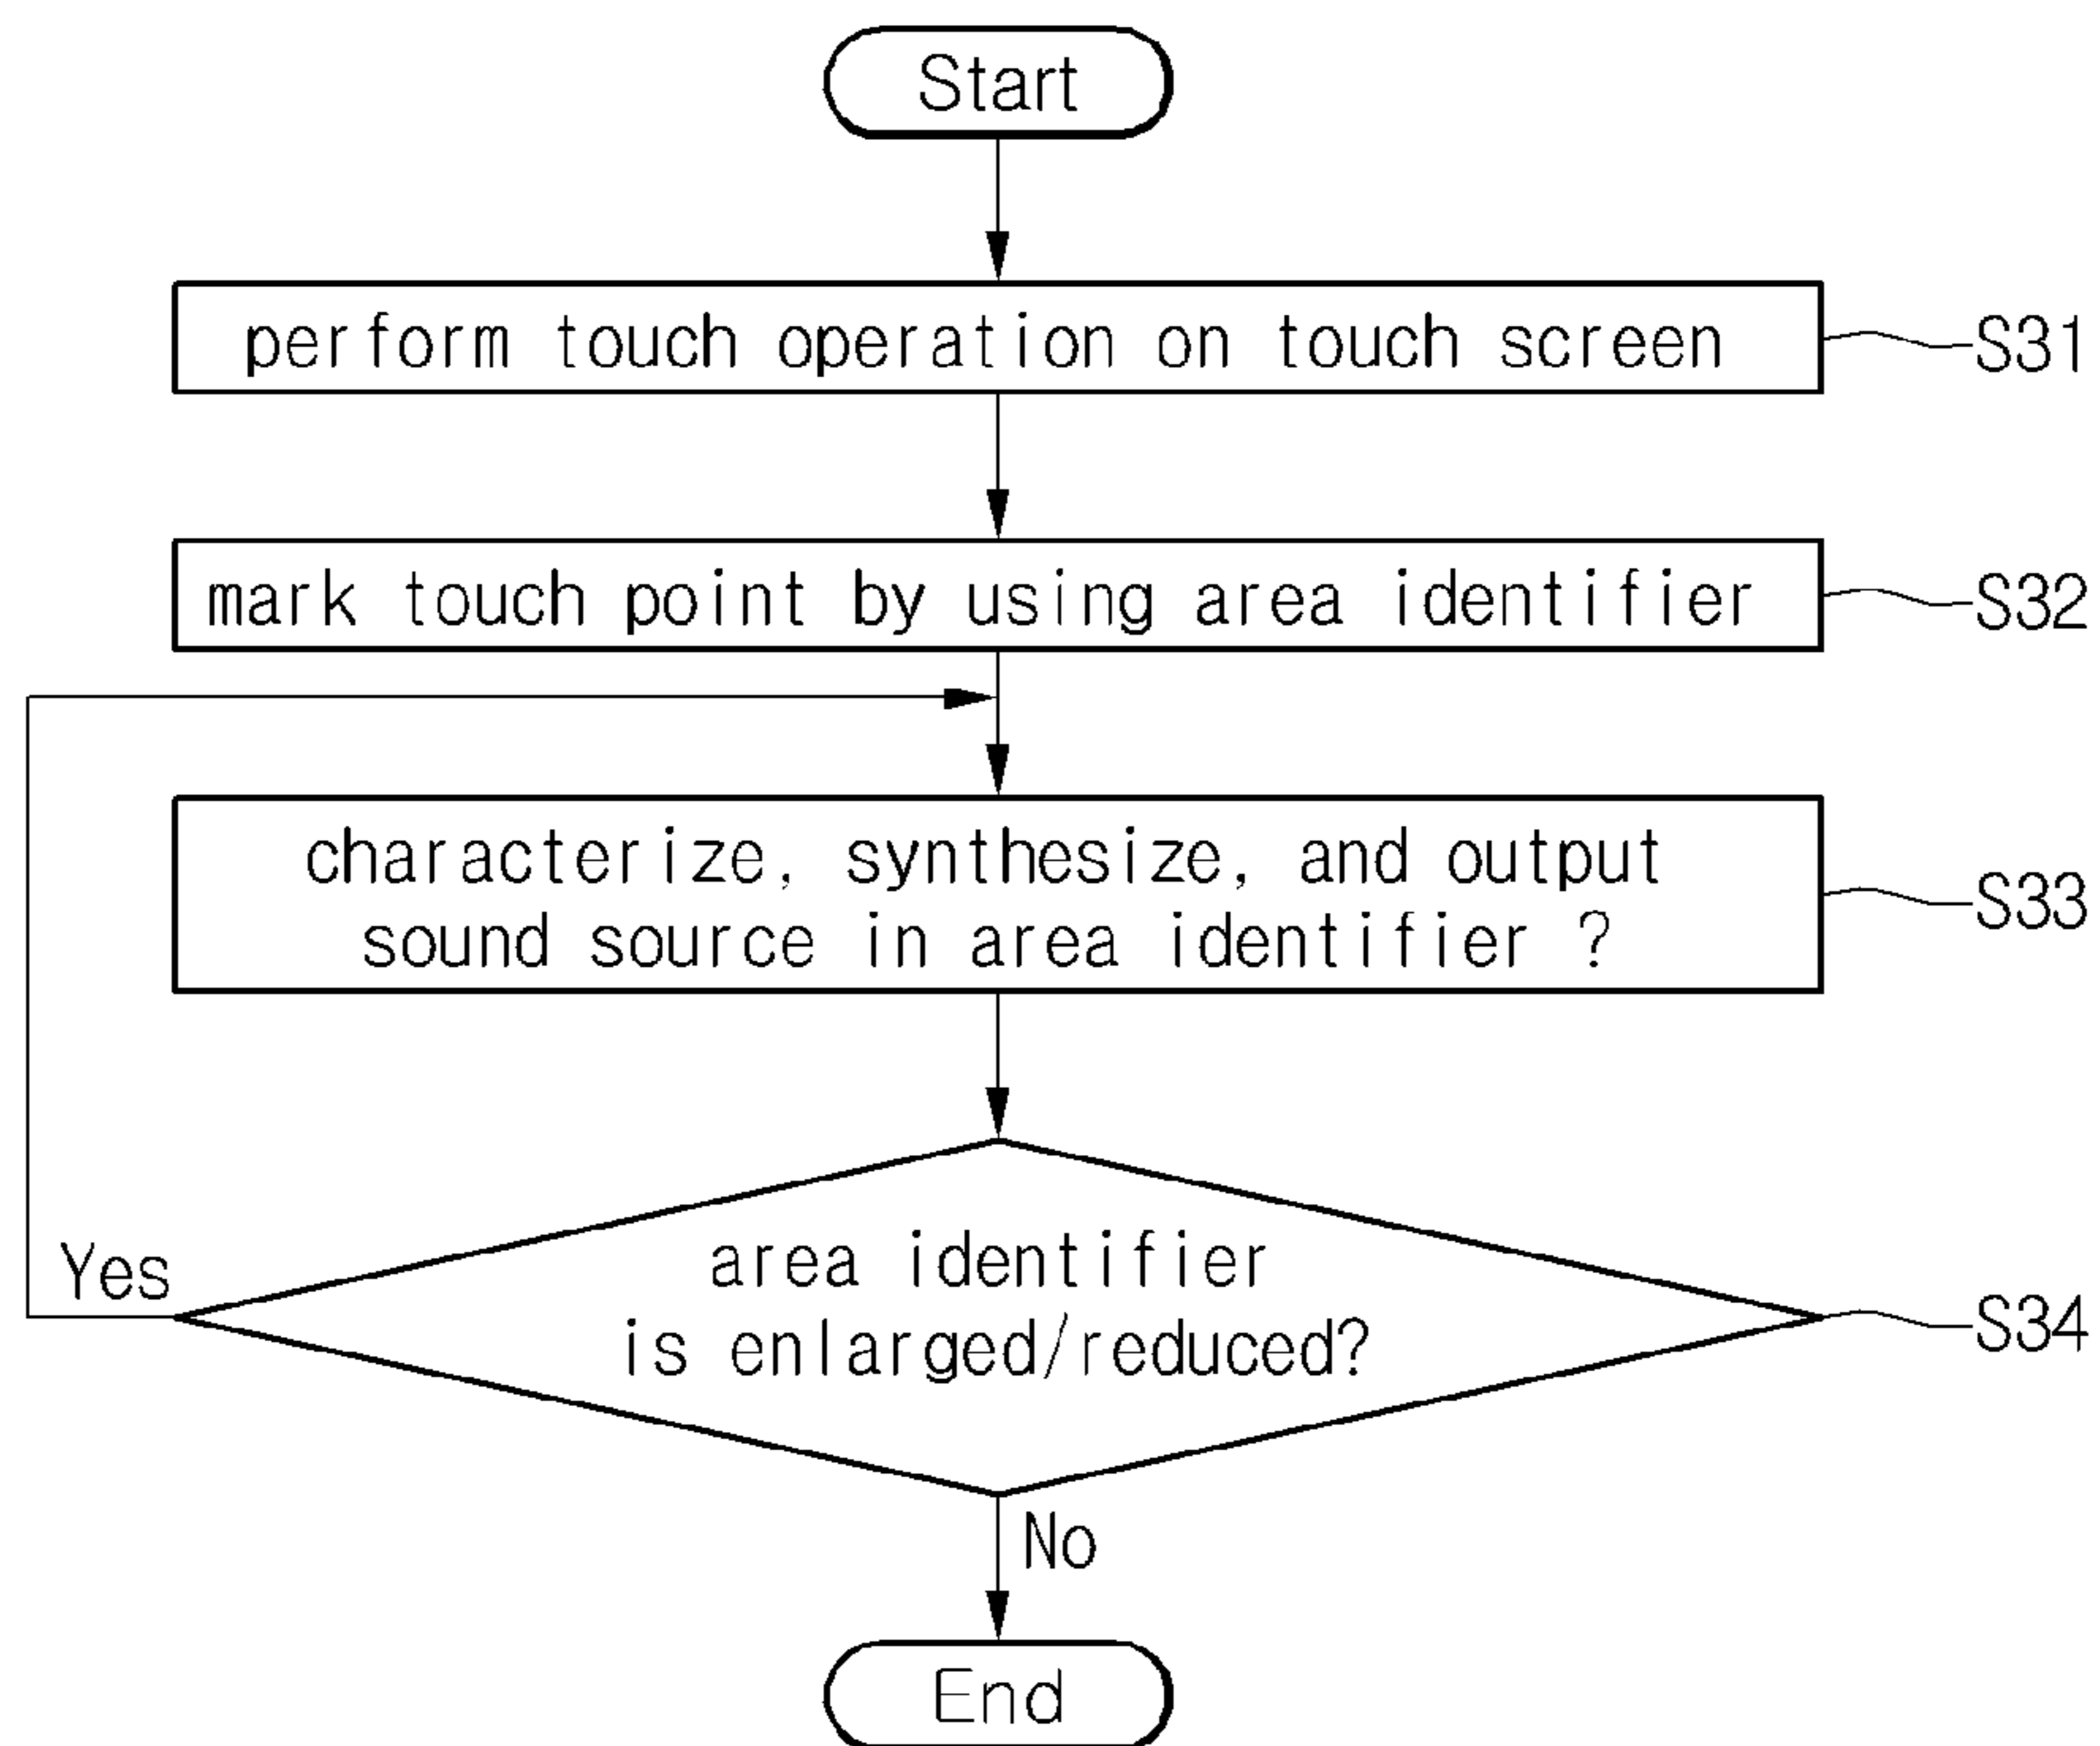 Start
perform touch operation on touch screen
S31
mark touch point by using area identifier
S32
characterize, synthesize, and output
sound source in area identifier ?
S33
Yes
area identifier
is enlarged/reduced?
S34
No
End